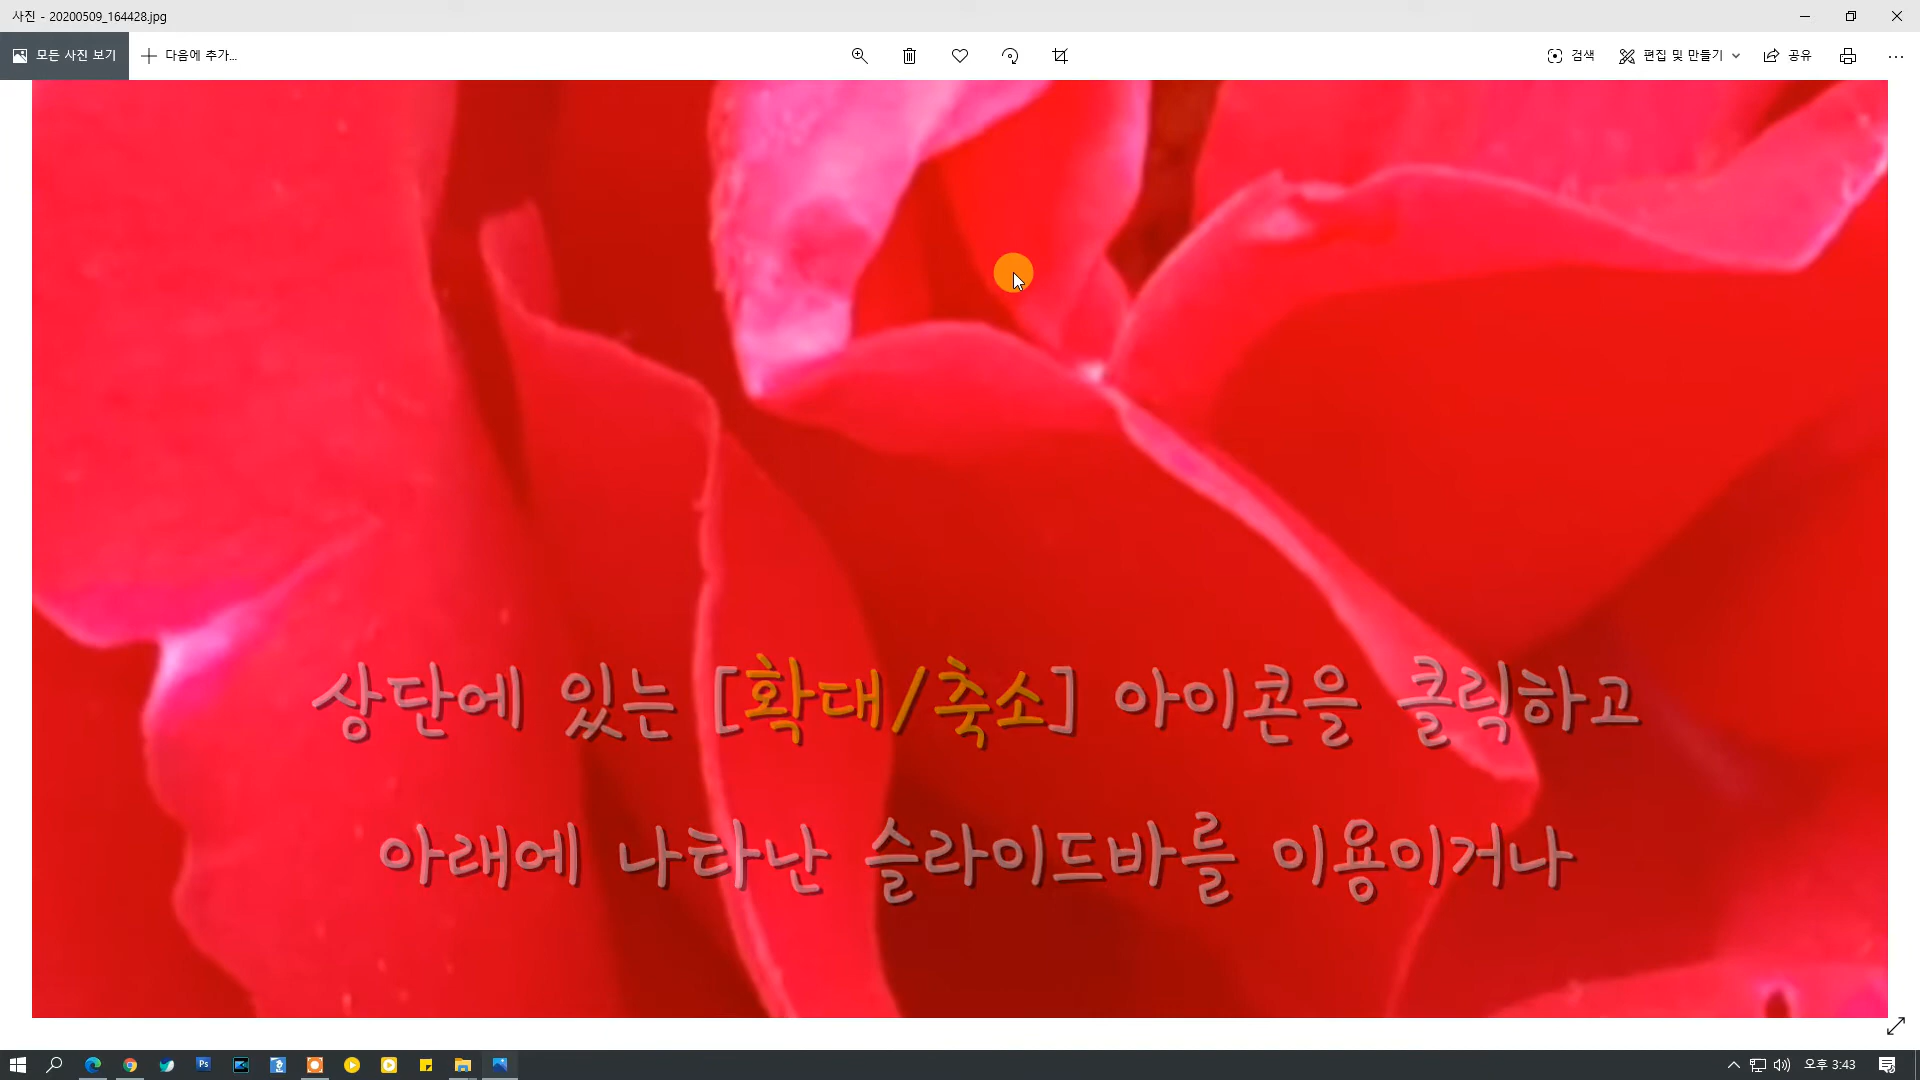 사진 - 20200509_164428.jpg
모든 사진 보기
다음에 추가...
검색
편집 및 만들기
공유
상단에 있는 [확대/축소] 아이콘을 클릭하고
아래에 나타난 슬라이드바를 이용이거나
Ps
오후 3:43